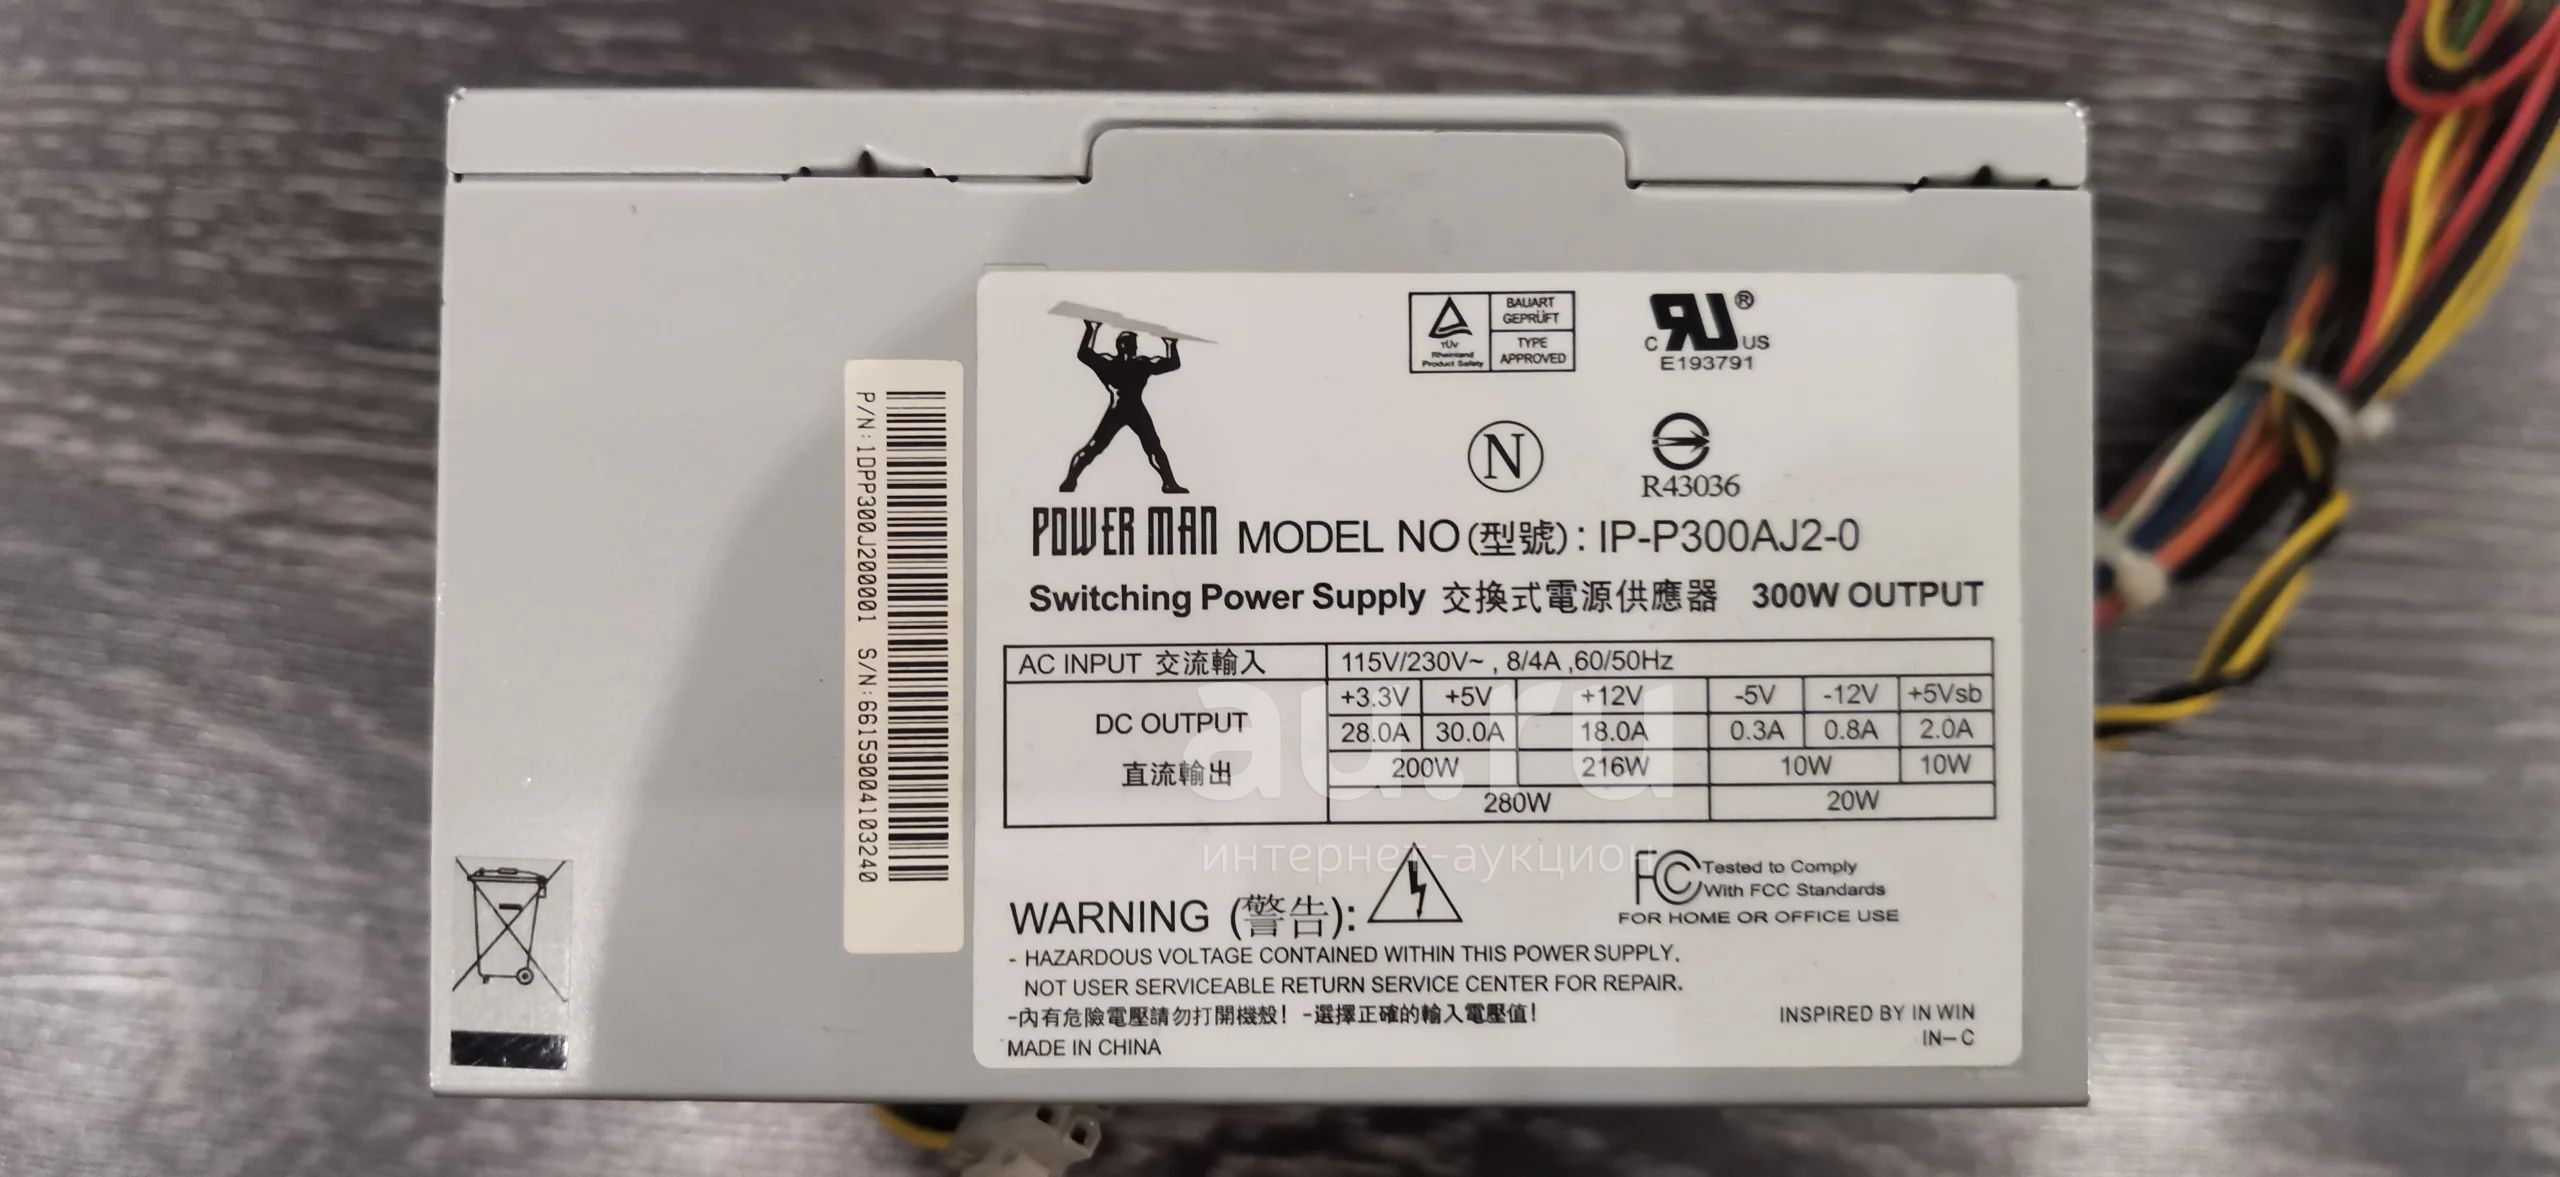 P/N:1DPP300J200001 S/N:66159004103240
TÜV
Rheinland
Product Safety
BAUART
GEPRÜFT
TYPE
APPROVED
C RU ® US
E193791
N
R43036
POWER MAN MODEL NO(型號): IP-P300AJ2-0
Switching Power Supply 交換式電源供應器 300W OUTPUT
AC INPUT 交流輸入 115V/230V~ , 8/4A ,60/50Hz
DC OUTPUT
直流輸出
+3.3V +5V +12V -5V -12V +5Vsb
28.0A 30.0A 18.0A 0.3A 0.8A 2.0A
200W 216W 10W 10W
280W 20W
au.ru
интернет-аукцион
WARNING (警告):
FC Tested to Comply
With FCC Standards
FOR HOME OR OFFICE USE
- HAZARDOUS VOLTAGE CONTAINED WITHIN THIS POWER SUPPLY.
NOT USER SERVICEABLE RETURN SERVICE CENTER FOR REPAIR.
-內有危險電壓請勿打開機殼! -選擇正確的輸入電壓值!
MADE IN CHINA
INSPIRED BY IN WIN
IN-C